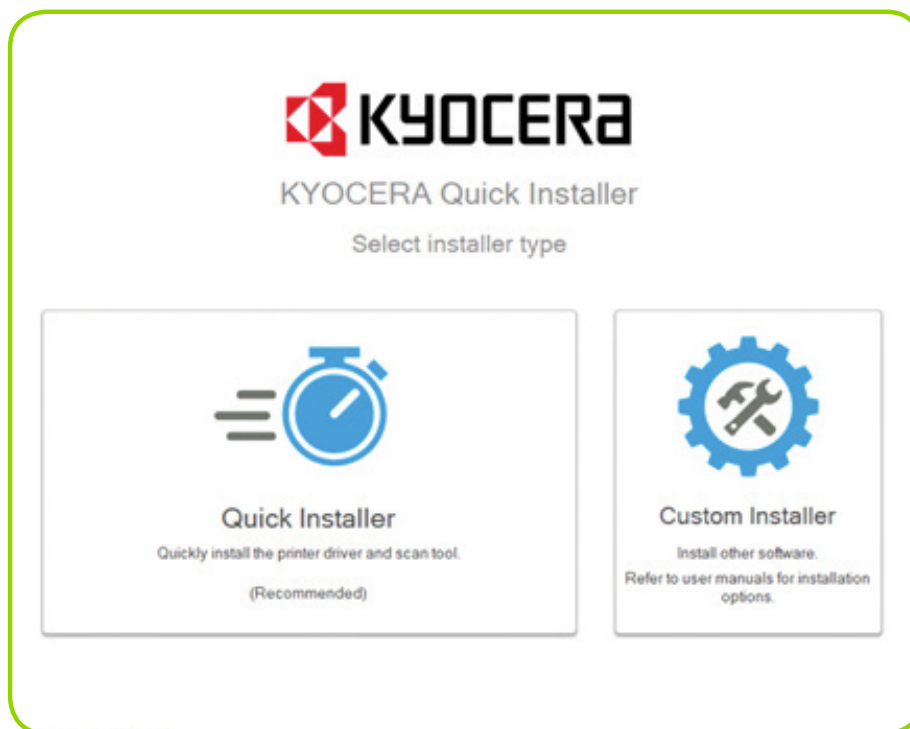 KYOCERA
KYOCERA Quick Installer
Select installer type
Quick Installer
Quickly install the printer driver and scan tool.
(Recommended)
Custom Installer
Install other software.
Refer to user manuals for installation
options.